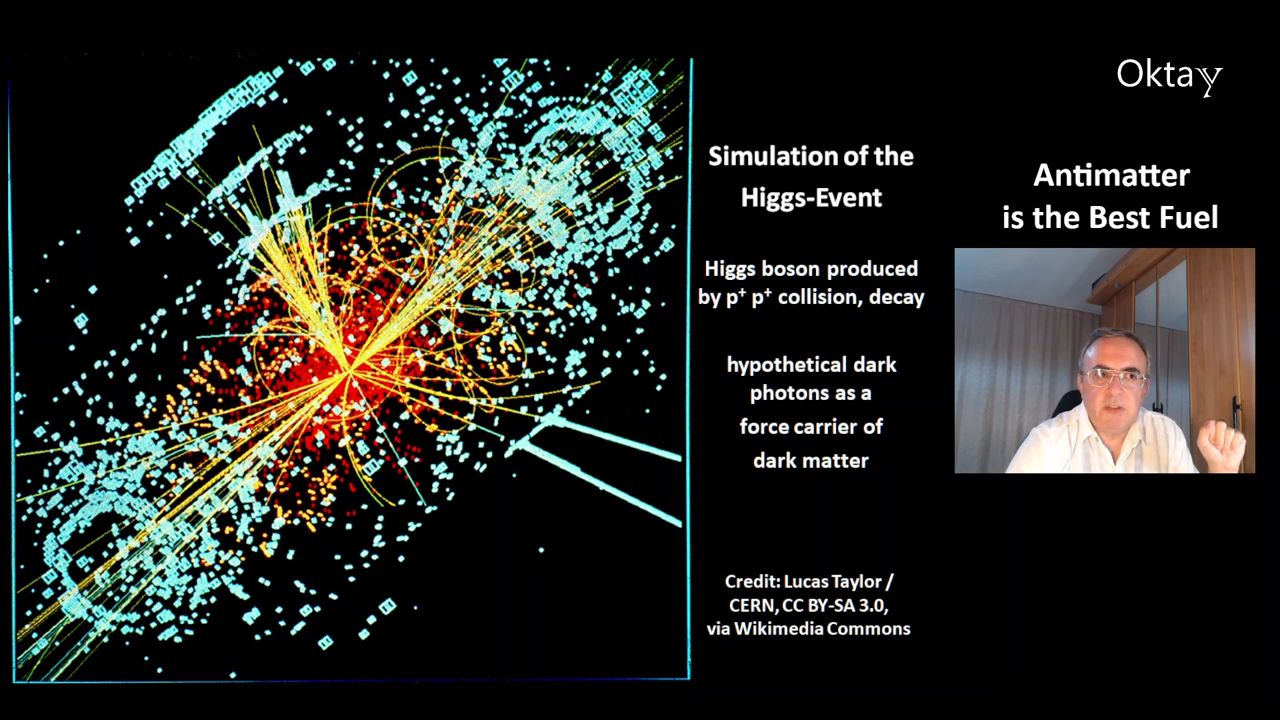 Oktay
Simulation of the
Higgs-Event
Higgs boson produced
by p⁺ p⁺ collision, decay
hypothetical dark
photons as a
force carrier of
dark matter
Credit: Lucas Taylor /
CERN, CC BY-SA 3.0,
via Wikimedia Commons
Antimatter
is the Best Fuel